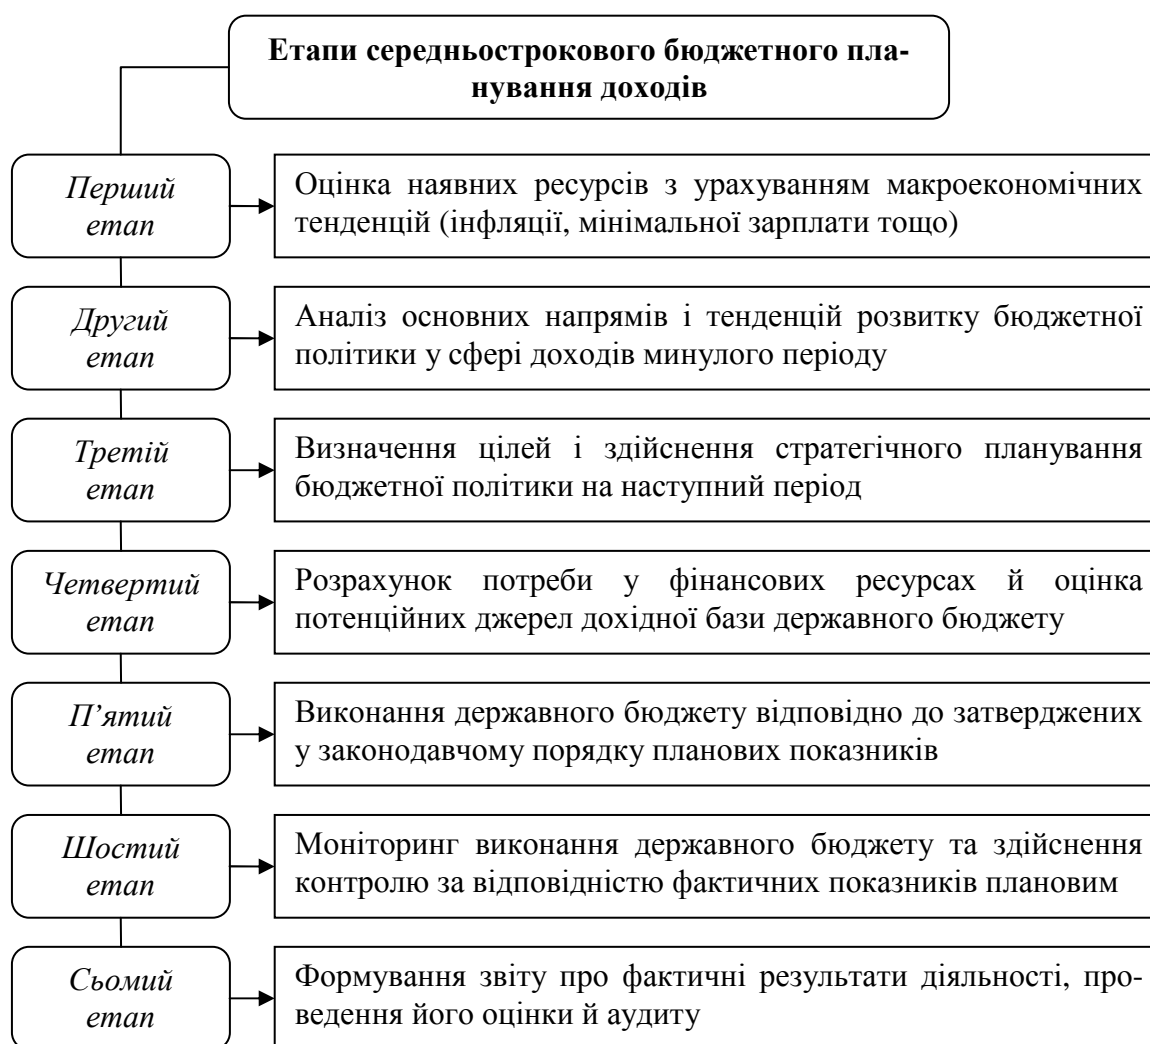 Етапи середньострокового бюджетного пла-
нування доходів
Перший
етап
Оцінка наявних ресурсів з урахуванням макроекономічних
тенденцій (інфляції, мінімальної зарплати тощо)
Другий
етап
Аналіз основних напрямів і тенденцій розвитку бюджетної
політики у сфері доходів минулого періоду
Третій
етап
Визначення цілей і здійснення стратегічного планування
бюджетної політики на наступний період
Четвертий
етап
Розрахунок потреби у фінансових ресурсах й оцінка
потенційних джерел дохідної бази державного бюджету
П’ятий
етап
Виконання державного бюджету відповідно до затверджених
у законодавчому порядку планових показників
Шостий
етап
Моніторинг виконання державного бюджету та здійснення
контролю за відповідністю фактичних показників плановим
Сьомий
етап
Формування звіту про фактичні результати діяльності, про-
ведення його оцінки й аудиту